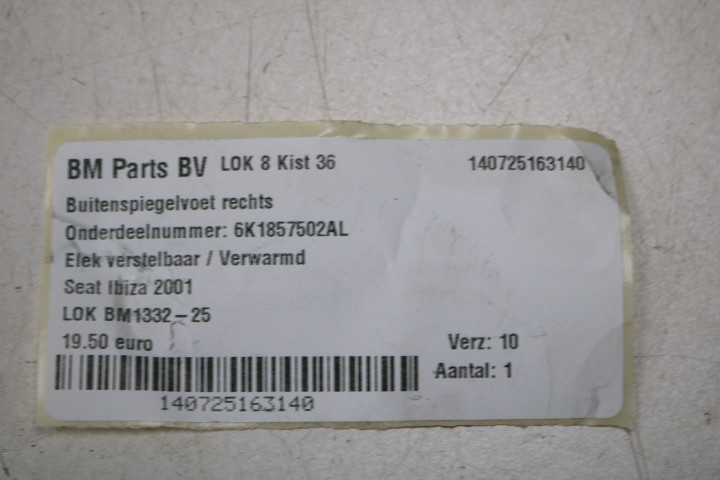 BM Parts BV LOK 8 Kist 36 140725163140
Buitenspiegelvoet rechts
Onderdeelnummer: 6K1857502AL
Elek verstelbaar / Verwarmd
Seat Ibiza 2001
LOK BM1332-25
19.50 euro Verz: 10
Aantal: 1
140725163140